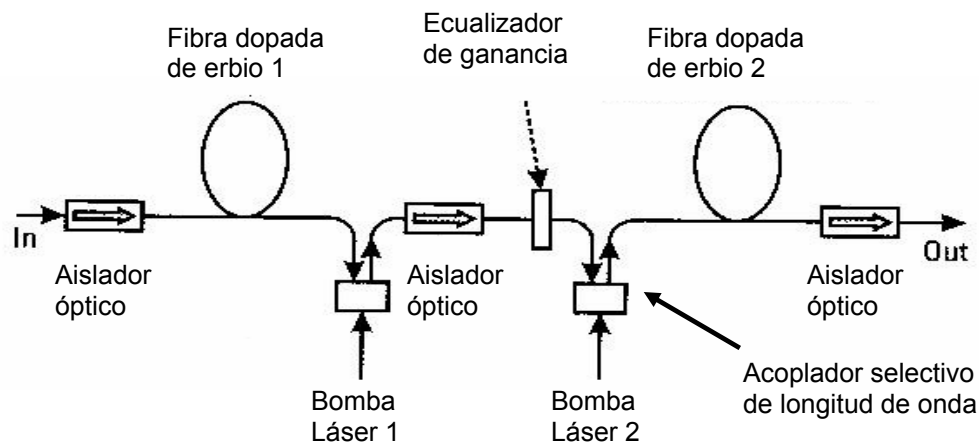 Fibra dopada
de erbio 1
Ecualizador
de ganancia
Fibra dopada
de erbio 2
In
Out
Aislador
óptico
Aislador
óptico
Aislador
óptico
Bomba
Láser 1
Bomba
Láser 2
Acoplador selectivo
de longitud de onda